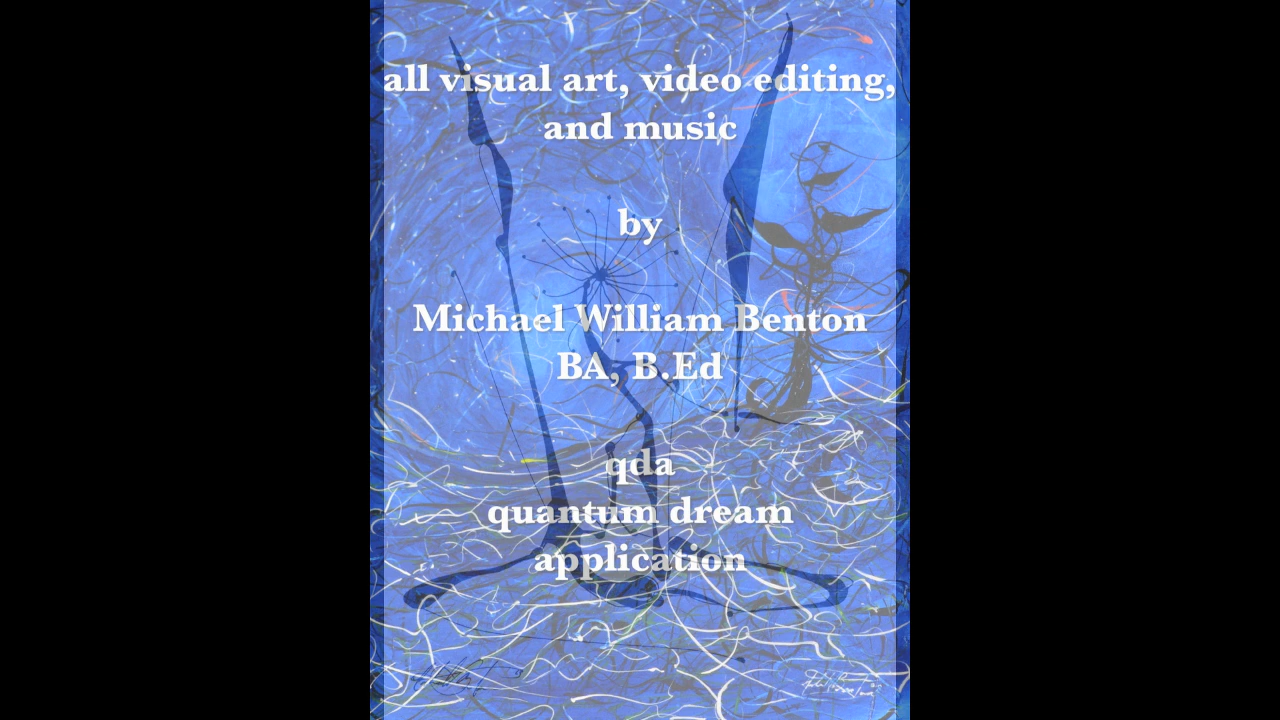 all visual art, video editing,
and music
by
Michael William Benton
BA, B.Ed
qda
quantum dream
application